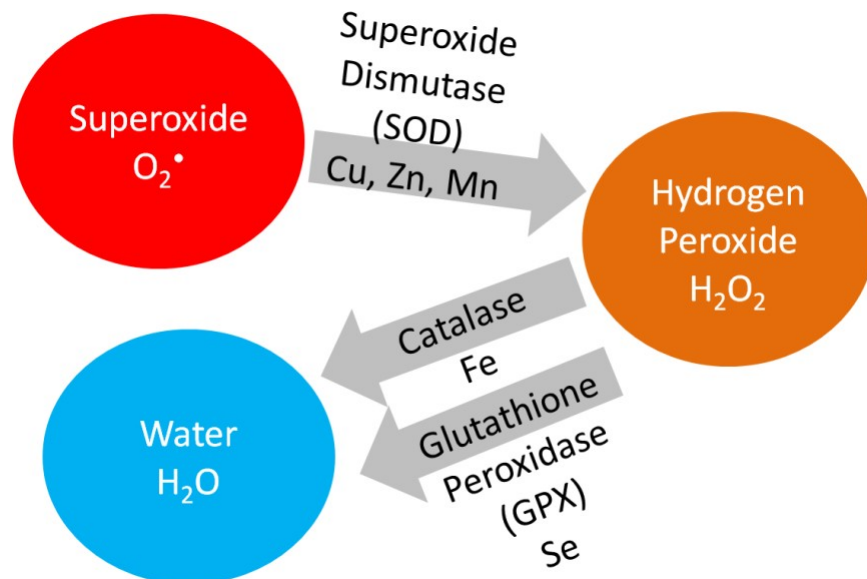 Superoxide
O₂•
Superoxide
Dismutase
(SOD)
Cu, Zn, Mn
Hydrogen
Peroxide
H₂O₂
Catalase
Fe
Glutathione
Peroxidase
(GPX)
Se
Water
H₂O